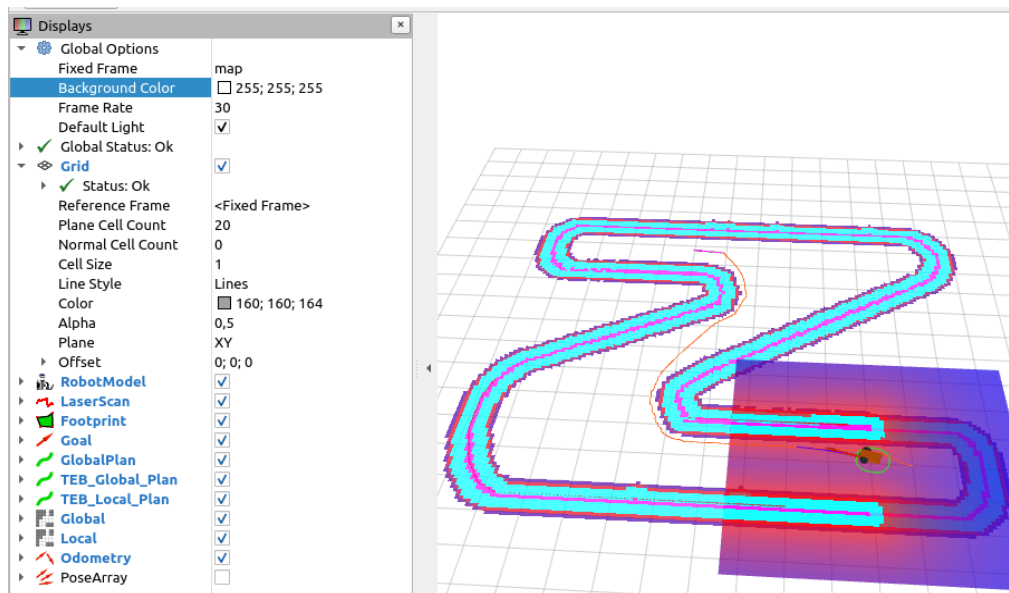 Displays
Global Options
Fixed Frame map
Background Color 255; 255; 255
Frame Rate 30
Default Light
Global Status: Ok
Grid
Status: Ok
Reference Frame <Fixed Frame>
Plane Cell Count 20
Normal Cell Count 0
Cell Size 1
Line Style Lines
Color 160; 160; 164
Alpha 0,5
Plane XY
Offset 0; 0; 0
RobotModel
LaserScan
Footprint
Goal
GlobalPlan
TEB_Global_Plan
TEB_Local_Plan
Global
Local
Odometry
PoseArray